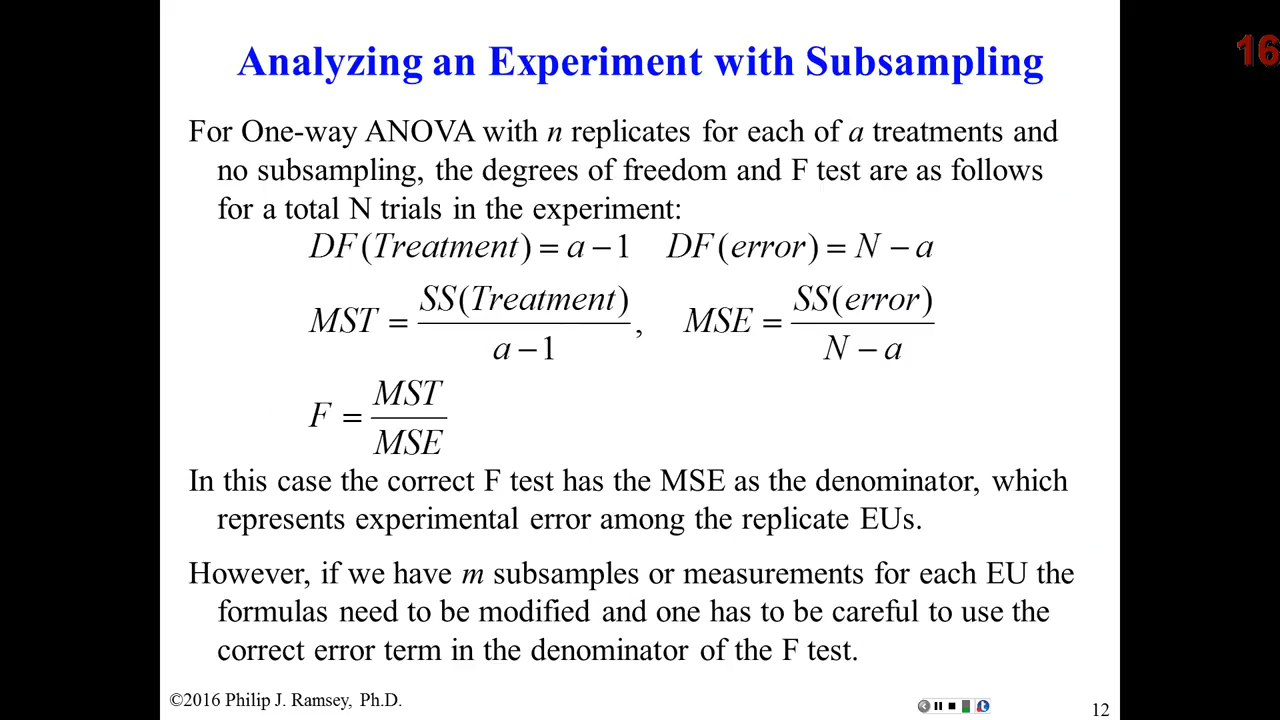 Analyzing an Experiment with Subsampling
16
For One-way ANOVA with n replicates for each of a treatments and
no subsampling, the degrees of freedom and F test are as follows
for a total N trials in the experiment:
DF(Treatment) = a − 1 DF(error) = N − a
MST = SS(Treatment) / a − 1 , MSE = SS(error) / N − a
F = MST / MSE
In this case the correct F test has the MSE as the denominator, which
represents experimental error among the replicate EUs.
However, if we have m subsamples or measurements for each EU the
formulas need to be modified and one has to be careful to use the
correct error term in the denominator of the F test.
©2016 Philip J. Ramsey, Ph.D.
12